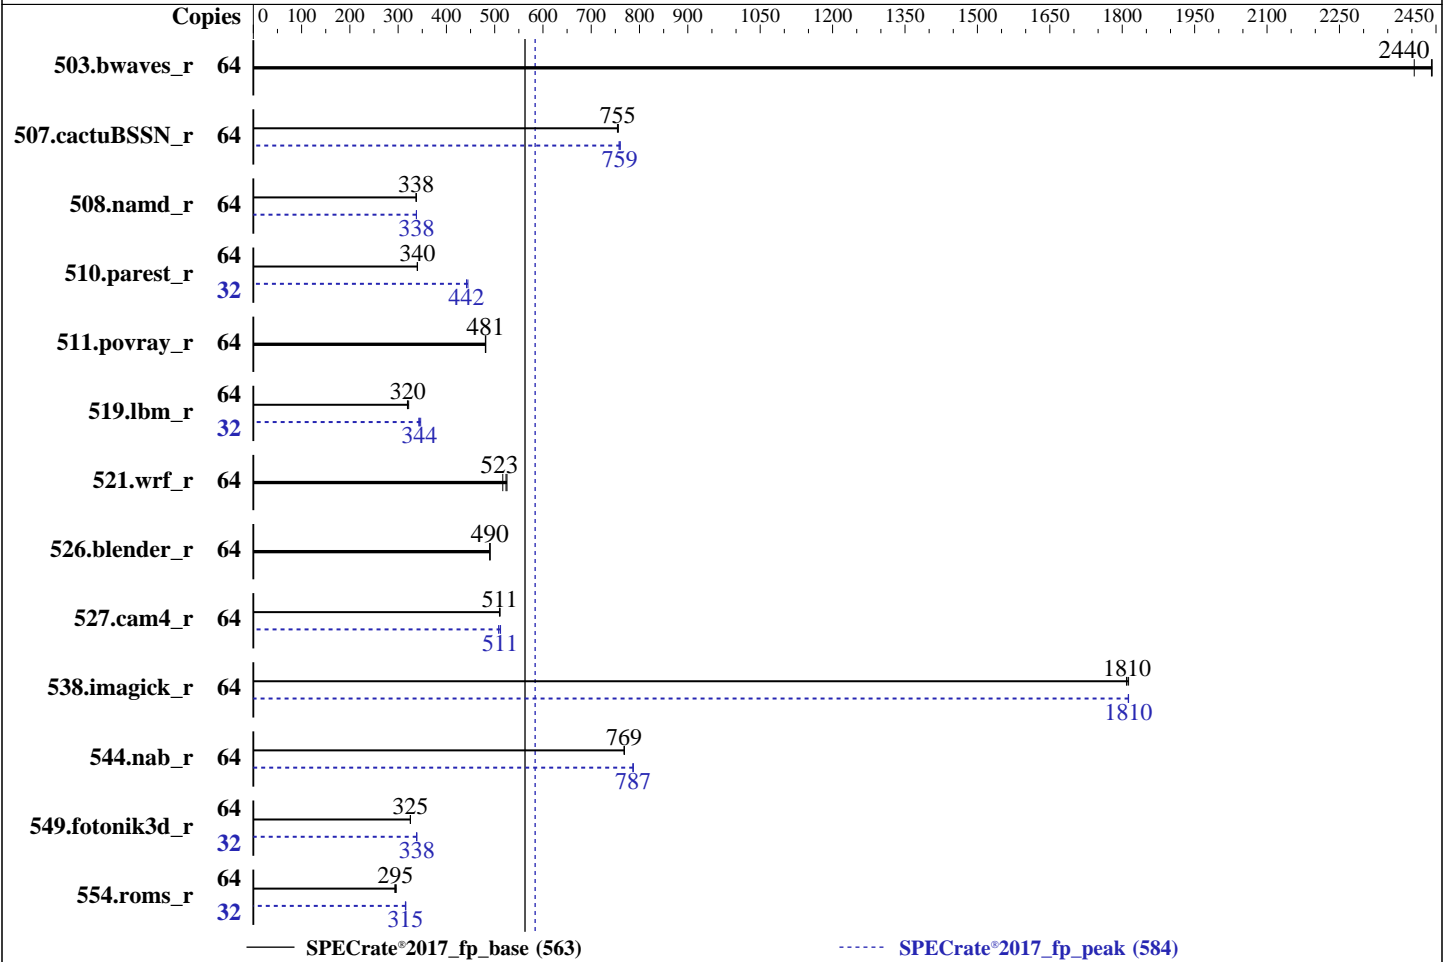 Copies 0 100 200 300 400 500 600 700 800 900 1050 1200 1350 1500 1650 1800 1950 2100 2250 2450
503.bwaves_r 64 2440
507.cactuBSSN_r 64 755
759
508.namd_r 64 338
338
510.parest_r 64 340
32 442
511.povray_r 64 481
519.lbm_r 64 320
32 344
521.wrf_r 64 523
526.blender_r 64 490
527.cam4_r 64 511
511
538.imagick_r 64 1810
1810
544.nab_r 64 769
787
549.fotonik3d_r 64 325
32 338
554.roms_r 64 295
32 315
SPECrate®2017_fp_base (563) SPECrate®2017_fp_peak (584)